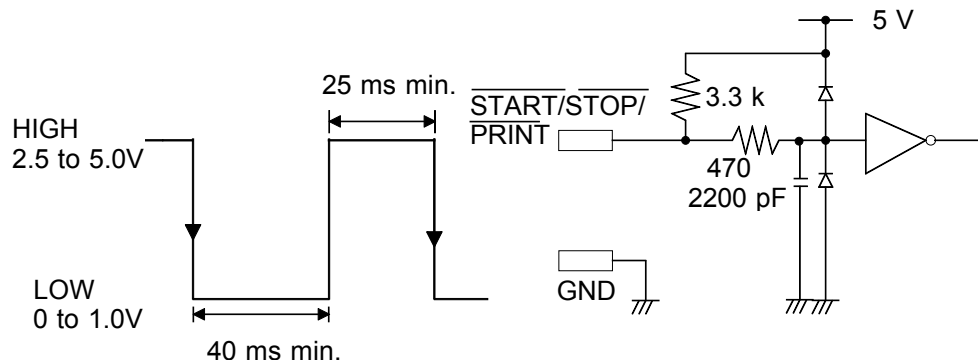 5 V
25 ms min.
START/STOP/
PRINT
3.3 k
HIGH
2.5 to 5.0V
470
2200 pF
LOW
0 to 1.0V
GND
40 ms min.